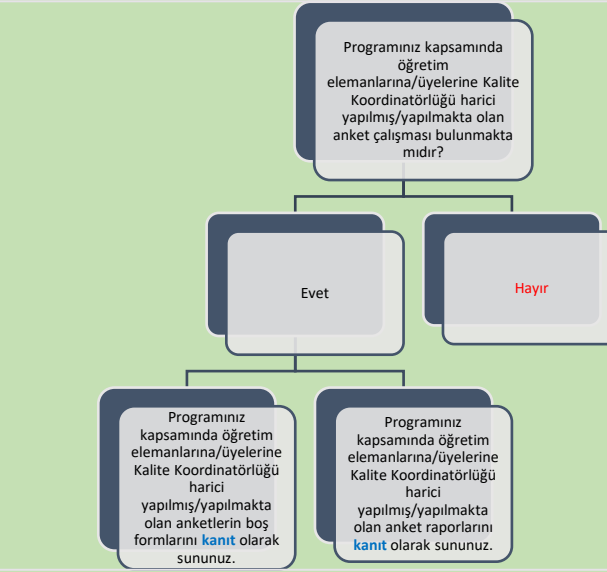 Programınız kapsamında
öğretim
elemanlarına/üyelerine Kalite
Koordinatörlüğü harici
yapılmış/yapılmakta olan
anket çalışması bulunmakta
mıdır?
Evet
Hayır
Programınız
kapsamında öğretim
elemanlarına/üyelerine
Kalite Koordinatörlüğü
harici
yapılmış/yapılmakta
olan anketlerin boş
formlarını kanıt olarak
sununuz.
Programınız
kapsamında öğretim
elemanlarına/üyelerine
Kalite Koordinatörlüğü
harici
yapılmış/yapılmakta
olan anket raporlarını
kanıt olarak sununuz.